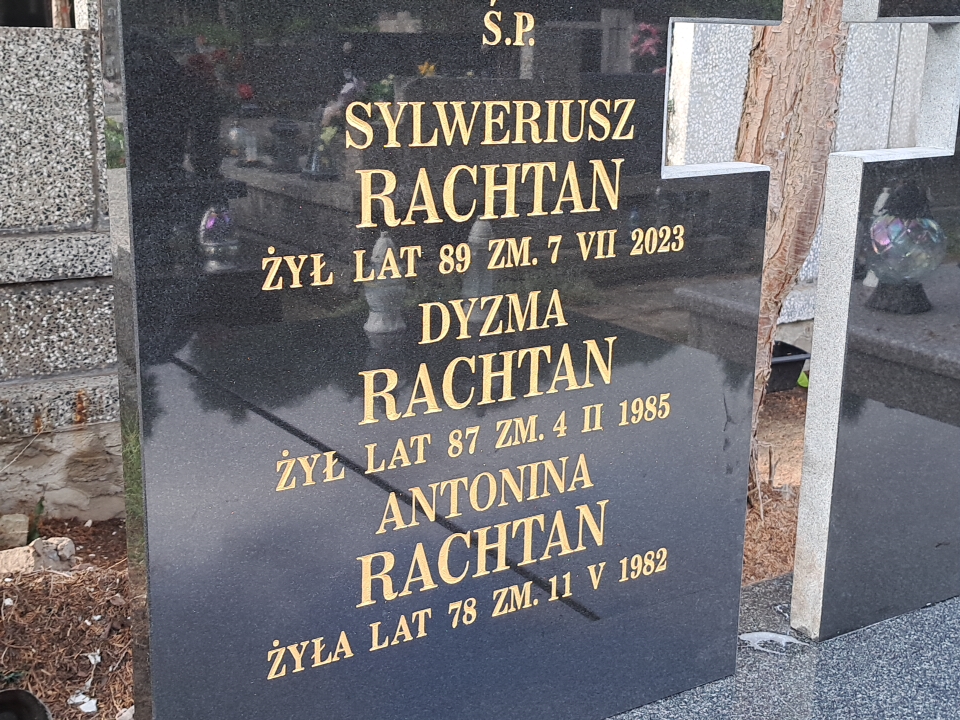 Ś.P.
SYLWERIUSZ
RACHTAN
ŻYŁ LAT 89 ZM. 7 VII 2023
DYZMA
RACHTAN
ŻYŁ LAT 87 ZM. 4 II 1985
ANTONINA
RACHTAN
ŻYŁA LAT 78 ZM. 11 V 1982